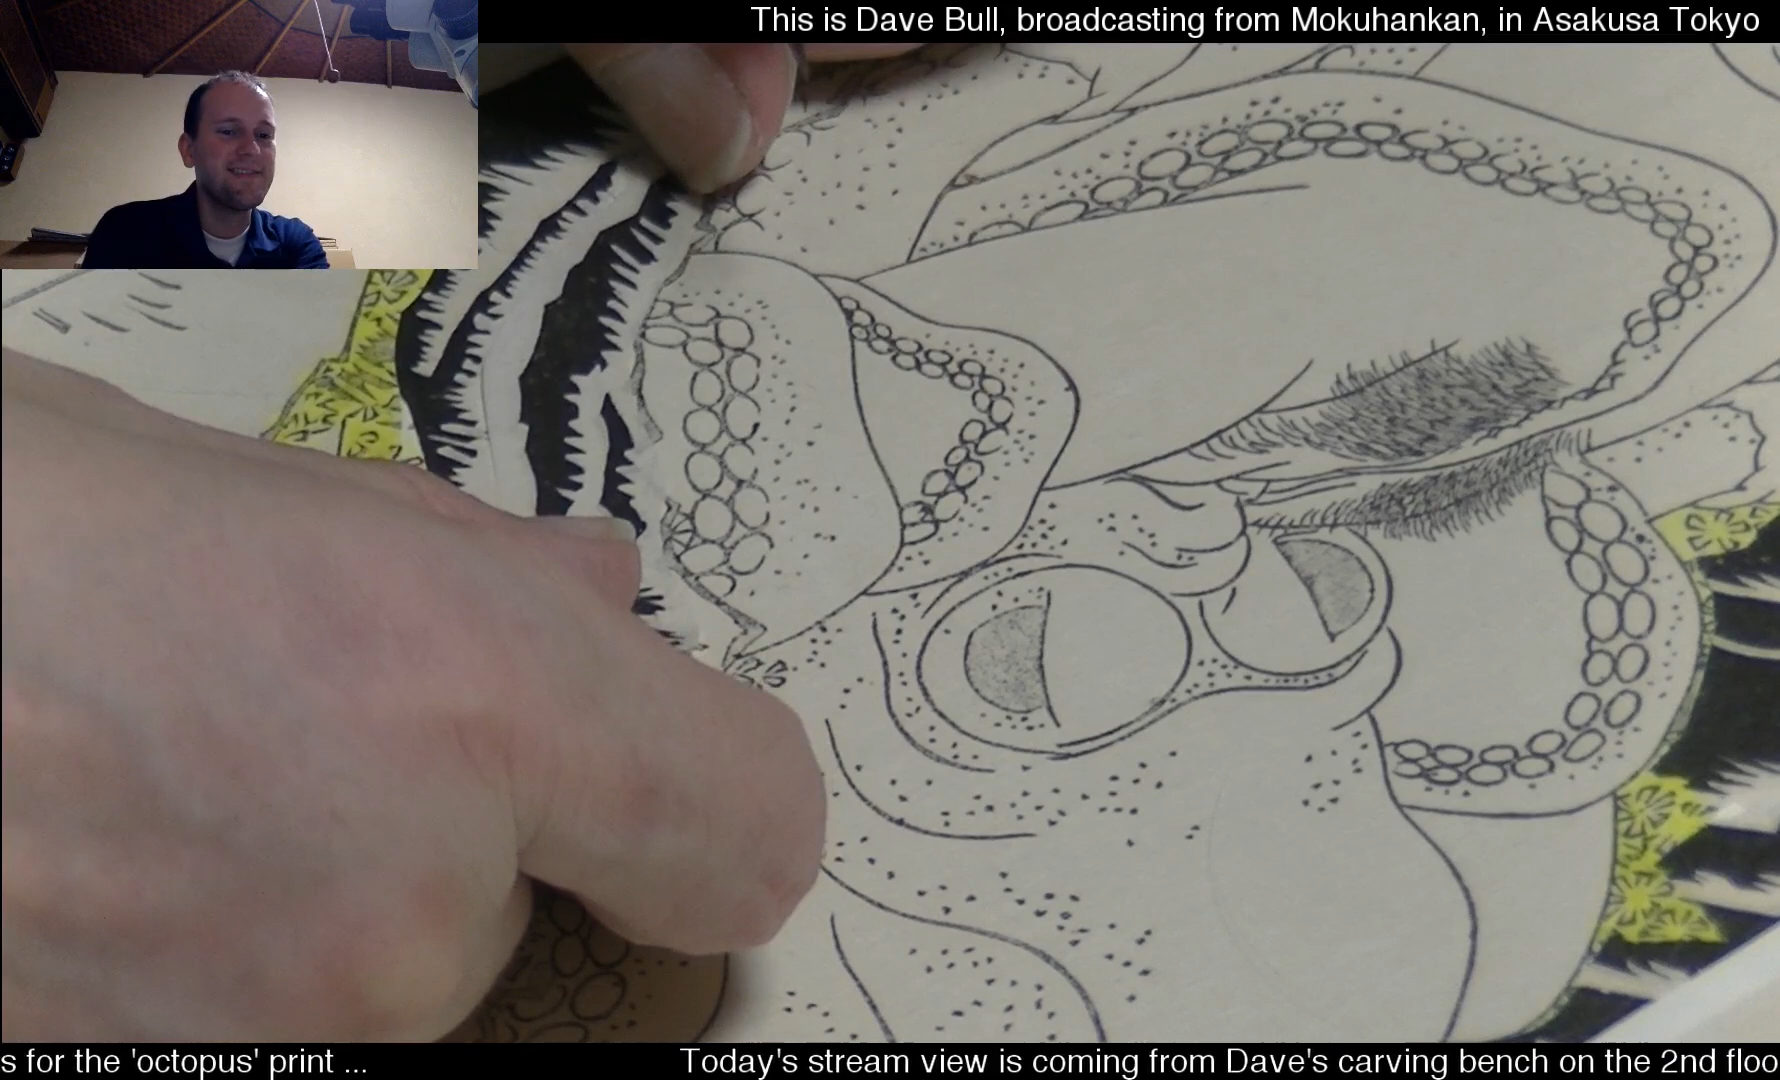 This is Dave Bull, broadcasting from Mokuhankan, in Asakusa Tokyo
s for the 'octopus' print ... Today's stream view is coming from Dave's carving bench on the 2nd floo